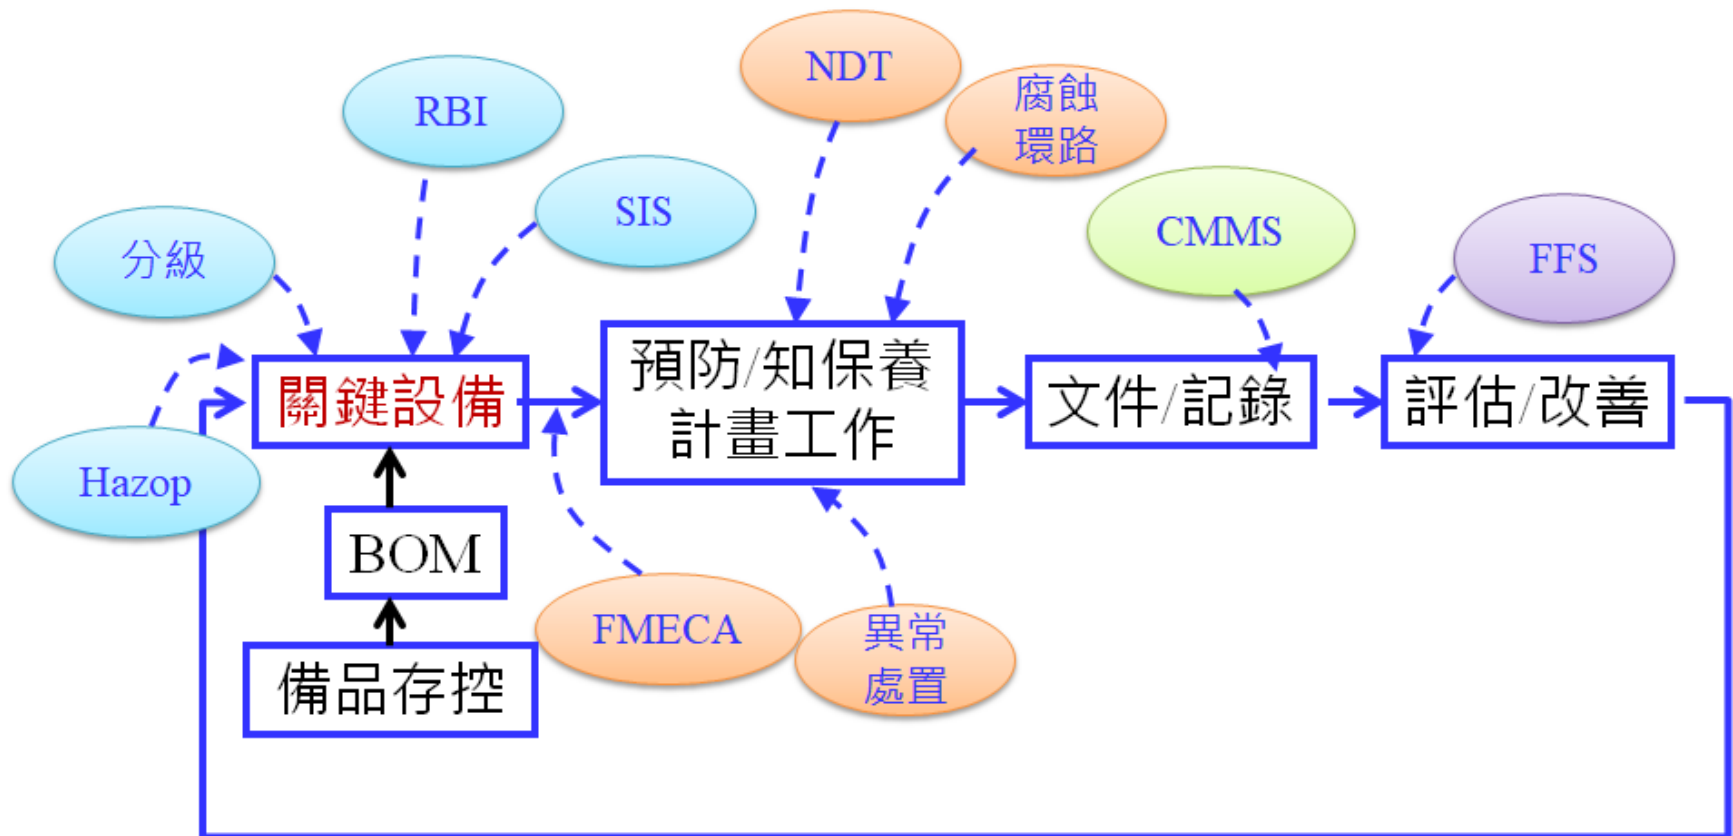 NDT
腐蝕
環路
RBI
SIS
CMMS
FFS
分級
關鍵設備
預防/知保養
計畫工作
文件/記錄
評估/改善
Hazop
BOM
FMECA
異常
處置
備品存控